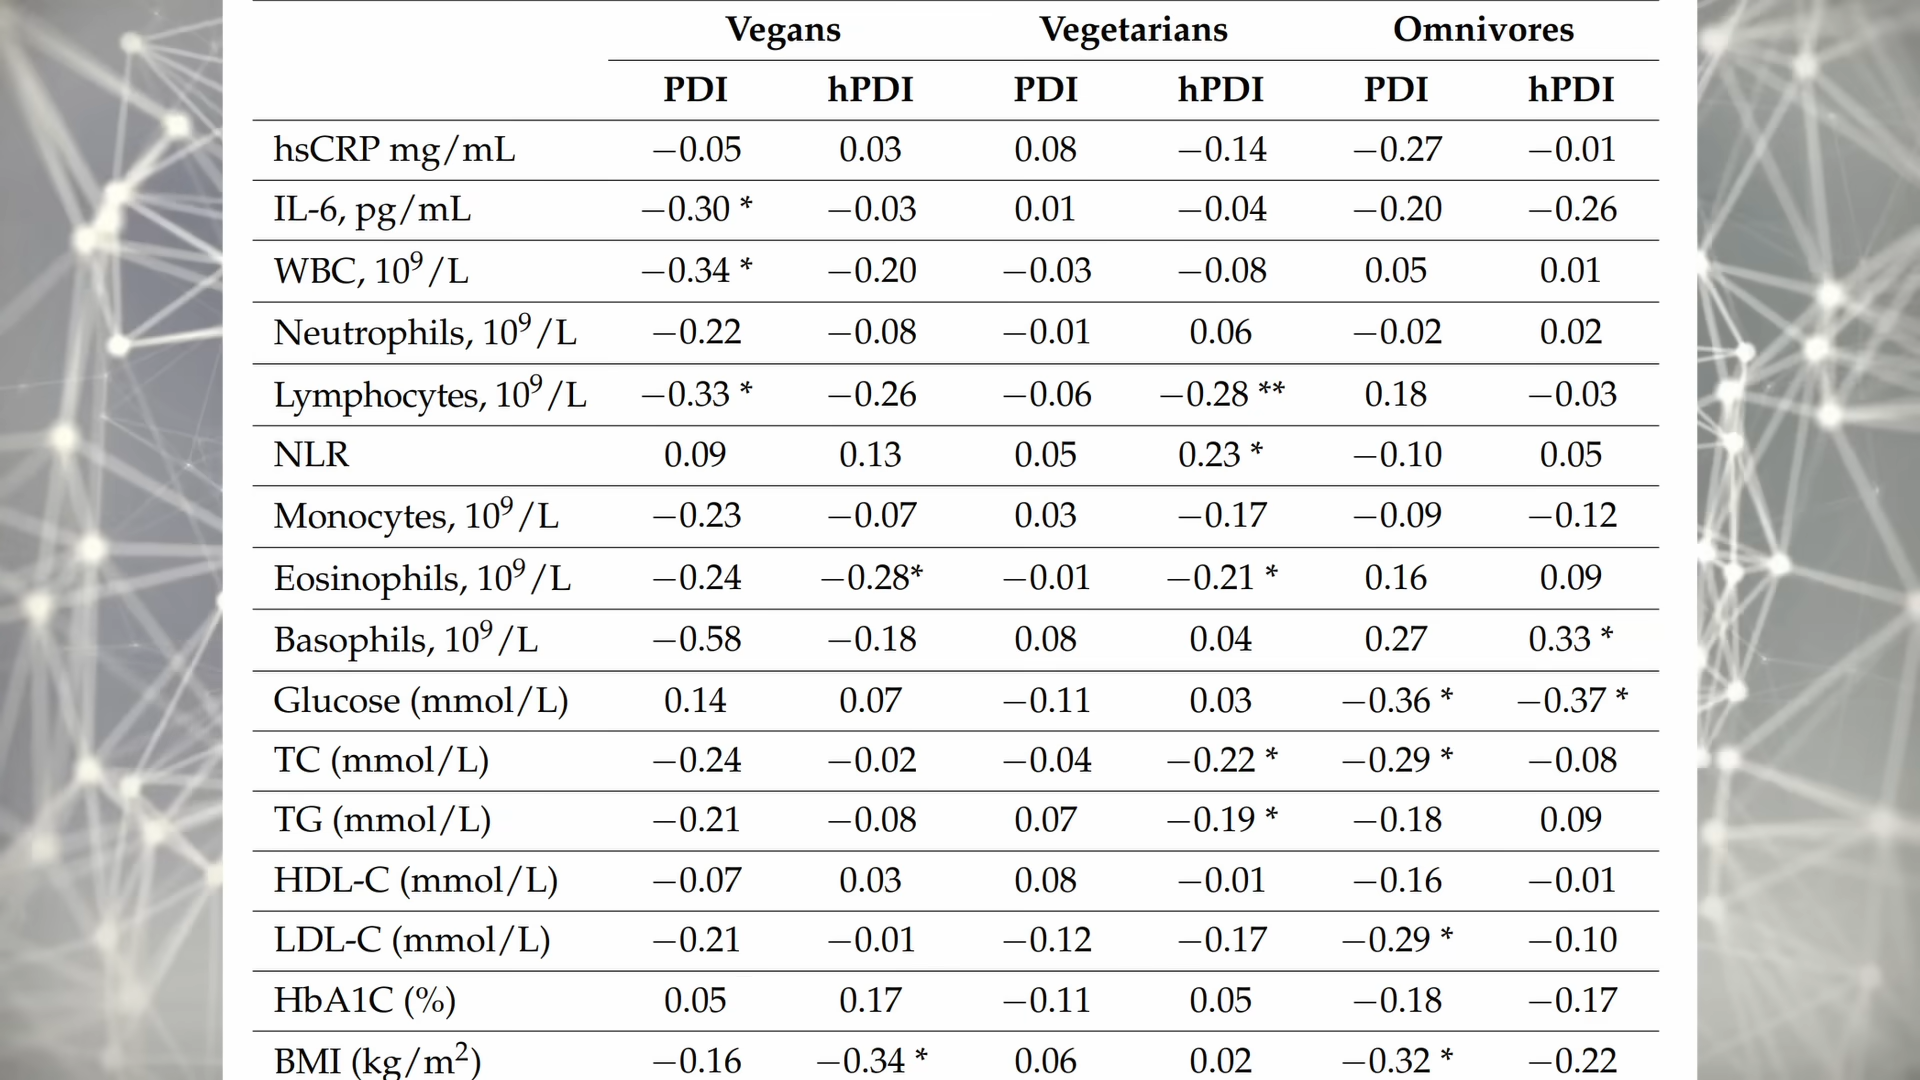 Vegans Vegetarians Omnivores
PDI hPDI PDI hPDI PDI hPDI
hsCRP mg/mL −0.05 0.03 0.08 −0.14 −0.27 −0.01
IL-6, pg/mL −0.30 * −0.03 0.01 −0.04 −0.20 −0.26
WBC, 10⁹/L −0.34 * −0.20 −0.03 −0.08 0.05 0.01
Neutrophils, 10⁹/L −0.22 −0.08 −0.01 0.06 −0.02 0.02
Lymphocytes, 10⁹/L −0.33 * −0.26 −0.06 −0.28 ** 0.18 −0.03
NLR 0.09 0.13 0.05 0.23 * −0.10 0.05
Monocytes, 10⁹/L −0.23 −0.07 0.03 −0.17 −0.09 −0.12
Eosinophils, 10⁹/L −0.24 −0.28* −0.01 −0.21 * 0.16 0.09
Basophils, 10⁹/L −0.58 −0.18 0.08 0.04 0.27 0.33 *
Glucose (mmol/L) 0.14 0.07 −0.11 0.03 −0.36 * −0.37 *
TC (mmol/L) −0.24 −0.02 −0.04 −0.22 * −0.29 * −0.08
TG (mmol/L) −0.21 −0.08 0.07 −0.19 * −0.18 0.09
HDL-C (mmol/L) −0.07 0.03 0.08 −0.01 −0.16 −0.01
LDL-C (mmol/L) −0.21 −0.01 −0.12 −0.17 −0.29 * −0.10
HbA1C (%) 0.05 0.17 −0.11 0.05 −0.18 −0.17
BMI (kg/m²) −0.16 −0.34 * 0.06 0.02 −0.32 * −0.22